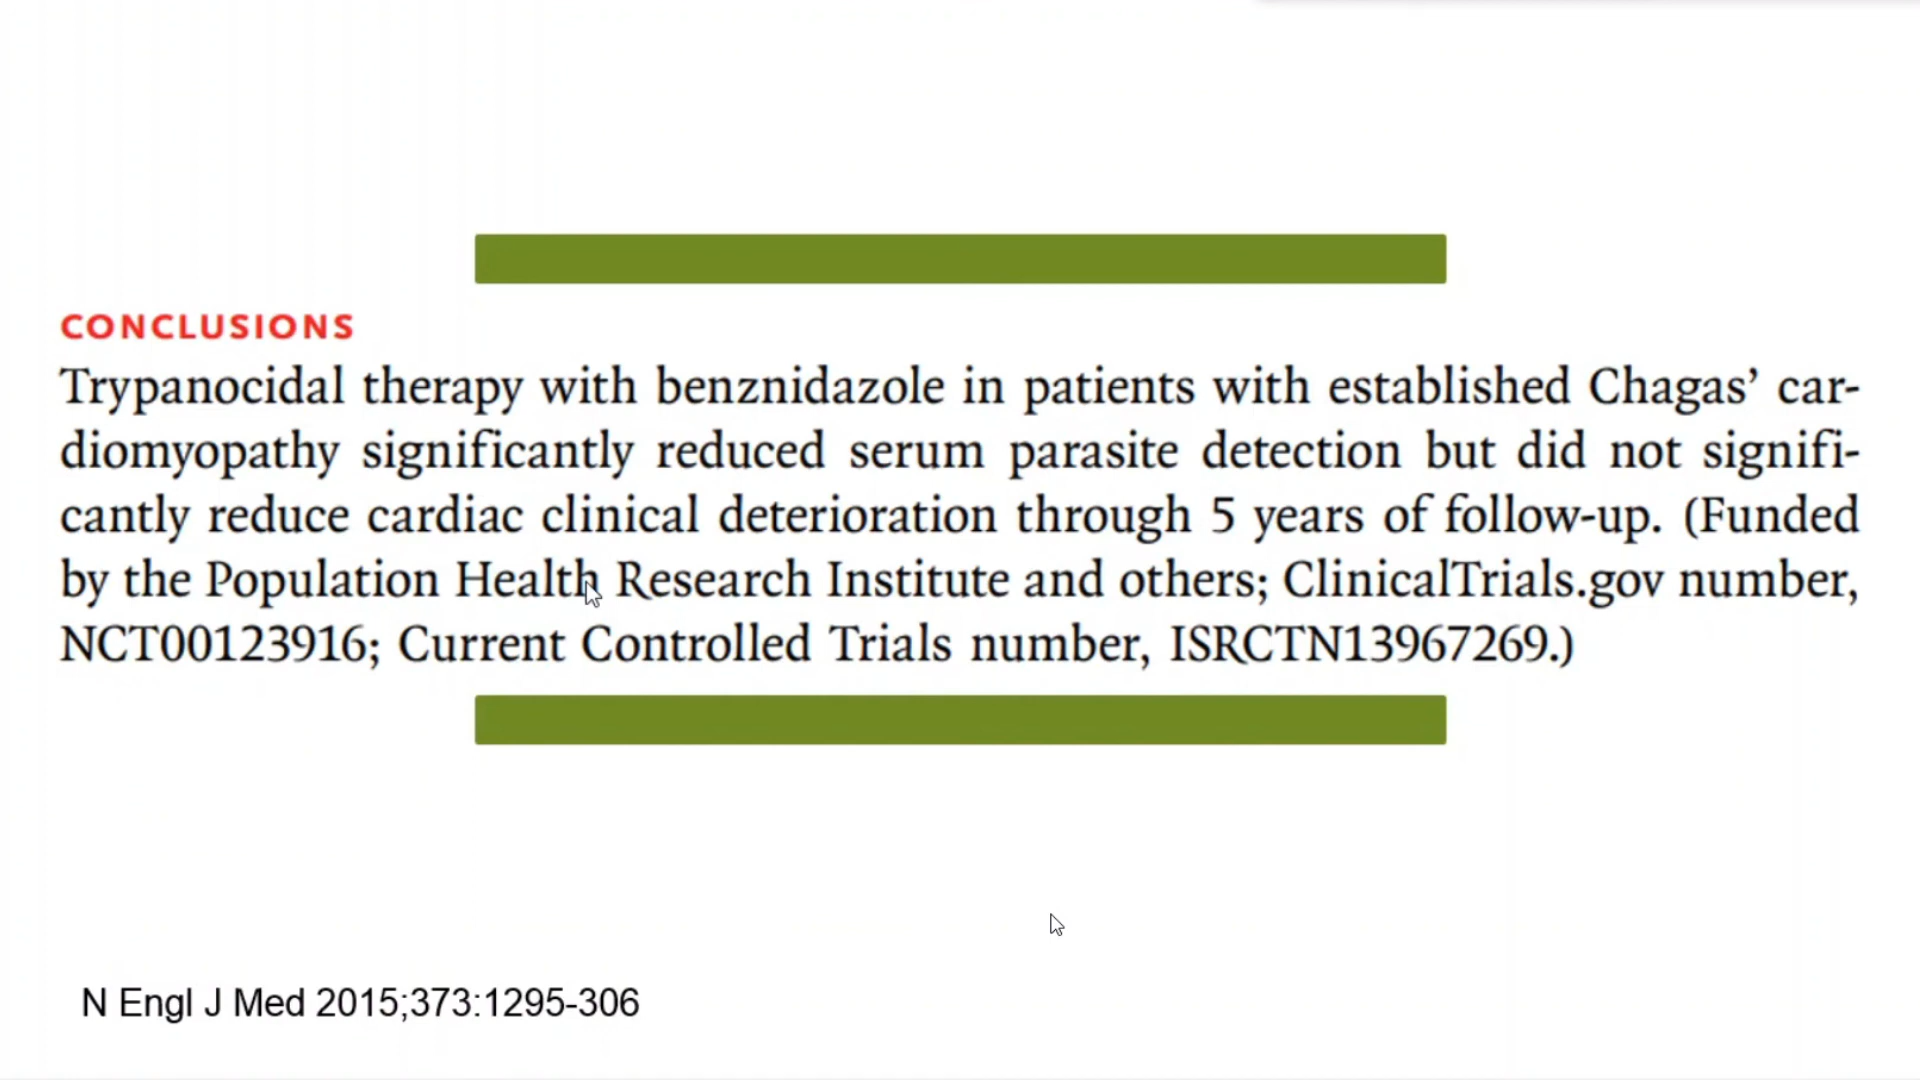 CONCLUSIONS
Trypanocidal therapy with benznidazole in patients with established Chagas’ car-
diomyopathy significantly reduced serum parasite detection but did not signifi-
cantly reduce cardiac clinical deterioration through 5 years of follow-up. (Funded
by the Population Health Research Institute and others; ClinicalTrials.gov number,
NCT00123916; Current Controlled Trials number, ISRCTN13967269.)
N Engl J Med 2015;373:1295-306